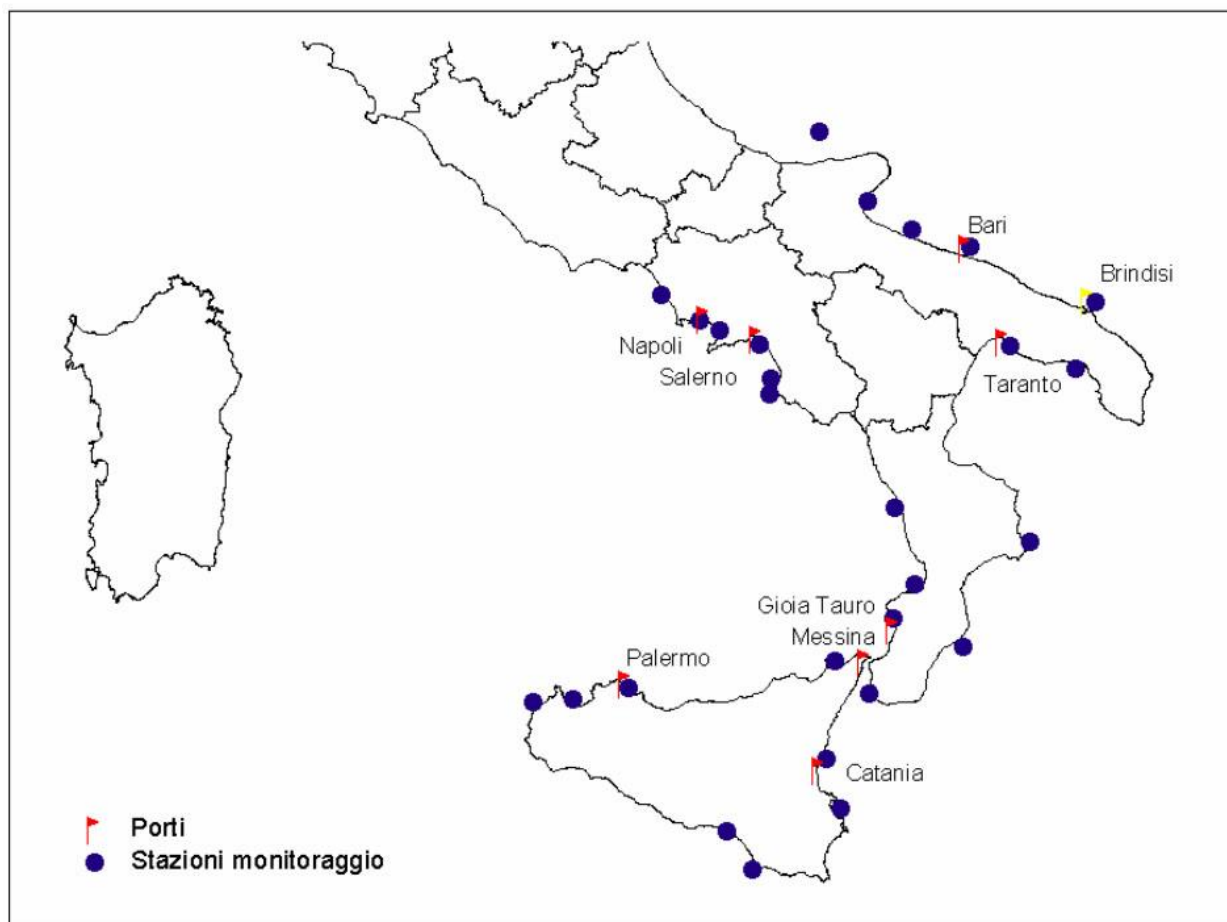 Bari
Brindisi
Napoli
Salerno
Taranto
Gioia Tauro
Messina
Palermo
Catania
Porti
Stazioni monitoraggio